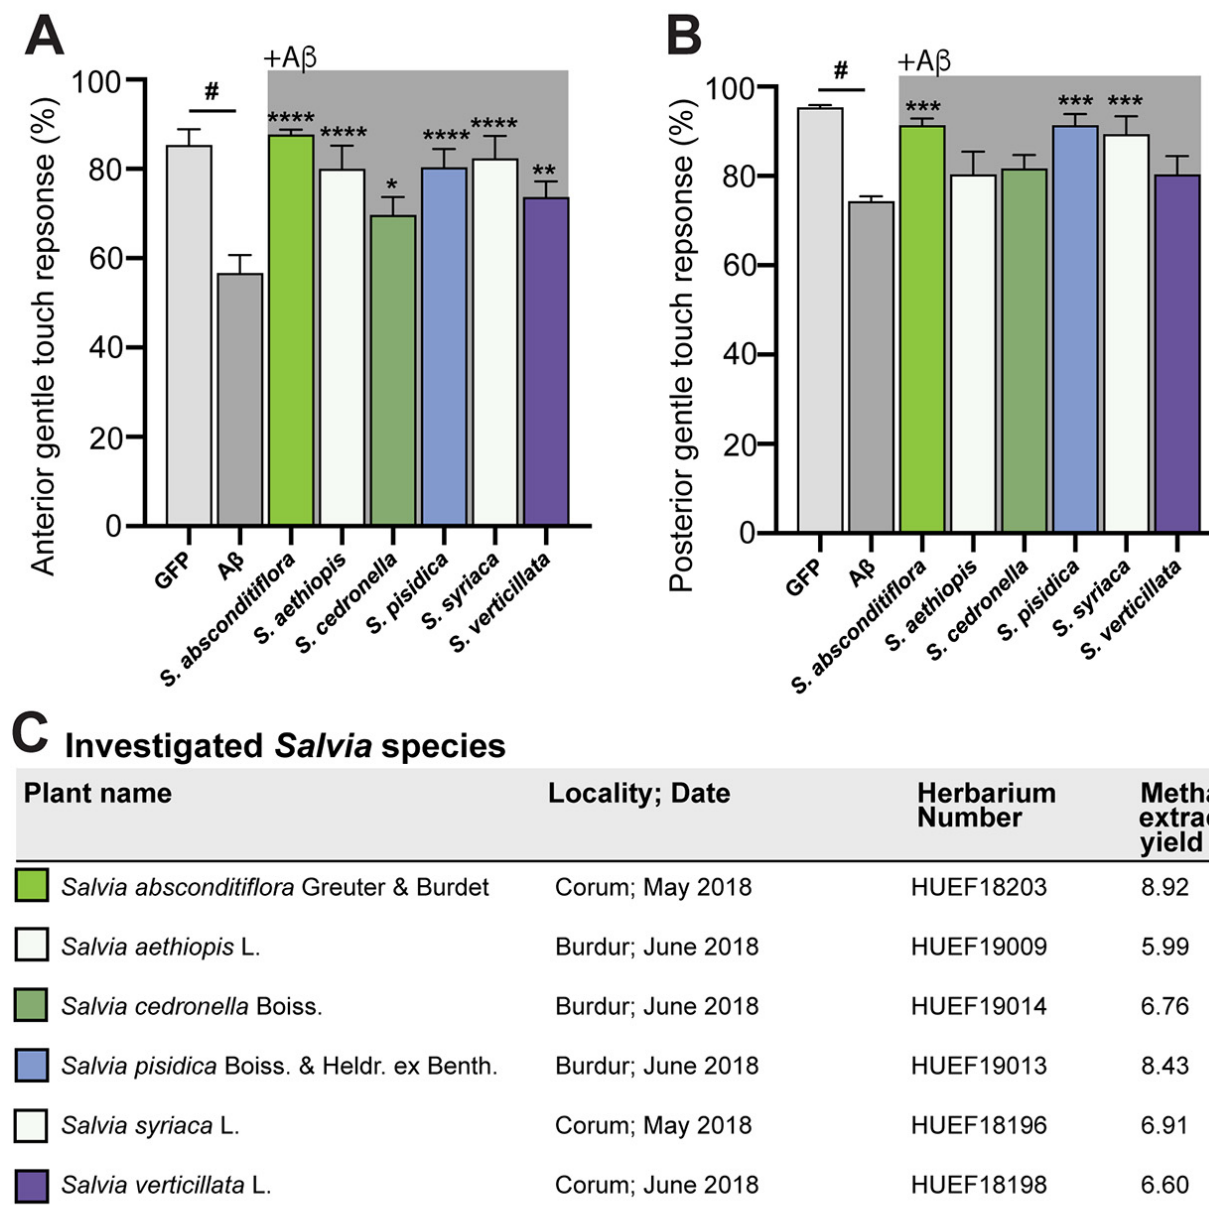 A
+Aβ
Anterior gentle touch repsonse (%)
100
80
60
40
20
0
#
****
****
*
****
****
**
GFP
Aβ
S. absconditiflora
S. aethiopis
S. cedronella
S. pisidica
S. syriaca
S. verticillata
B
+Aβ
Posterior gentle touch repsonse (%)
100
80
60
40
20
0
#
***
***
***
GFP
Aβ
S. absconditiflora
S. aethiopis
S. cedronella
S. pisidica
S. syriaca
S. verticillata
C Investigated Salvia species
Plant name Locality; Date Herbarium
Number
yield
Salvia absconditiflora Greuter & Burdet Corum; May 2018 HUEF18203 8.92
Salvia aethiopis L. Burdur; June 2018 HUEF19009 5.99
Salvia cedronella Boiss. Burdur; June 2018 HUEF19014 6.76
Salvia pisidica Boiss. & Heldr. ex Benth. Burdur; June 2018 HUEF19013 8.43
Salvia syriaca L. Corum; May 2018 HUEF18196 6.91
Salvia verticillata L. Corum; June 2018 HUEF18198 6.60